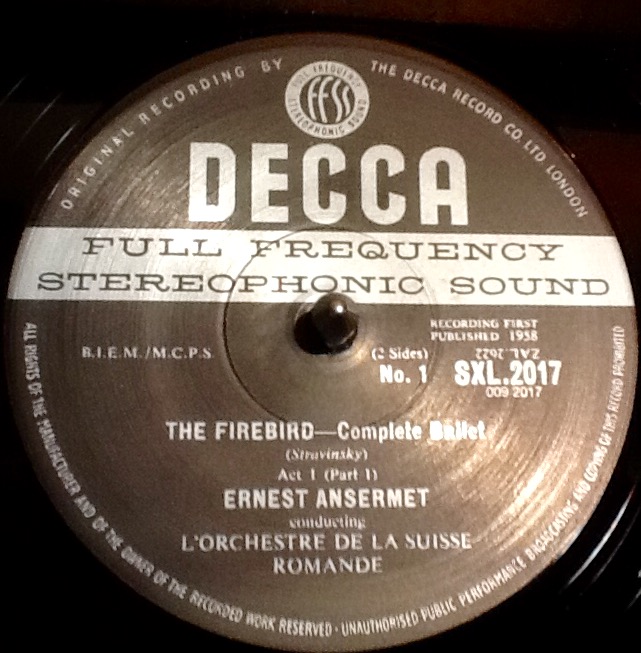 ORIGINAL RECORDING BY THE DECCA RECORD CO. LTD LONDON
FULL FREQUENCY
ffss
STEREOPHONIC SOUND
DECCA
FULL FREQUENCY
STEREOPHONIC SOUND
RECORDING FIRST
PUBLISHED 1958
B.I.E.M./M.C.P.S.
(2 Sides)
ZAL.2622
No. 1
SXL.2017
009 2017
THE FIREBIRD—Complete Ballet
(Stravinsky)
Act 1 (Part 1)
ERNEST ANSERMET
conducting
L'ORCHESTRE DE LA SUISSE
ROMANDE
ALL RIGHTS OF THE MANUFACTURER AND OF THE OWNER OF THE RECORDED WORK RESERVED · UNAUTHORISED PUBLIC PERFORMANCE BROADCASTING AND COPYING OF THIS RECORD PROHIBITED